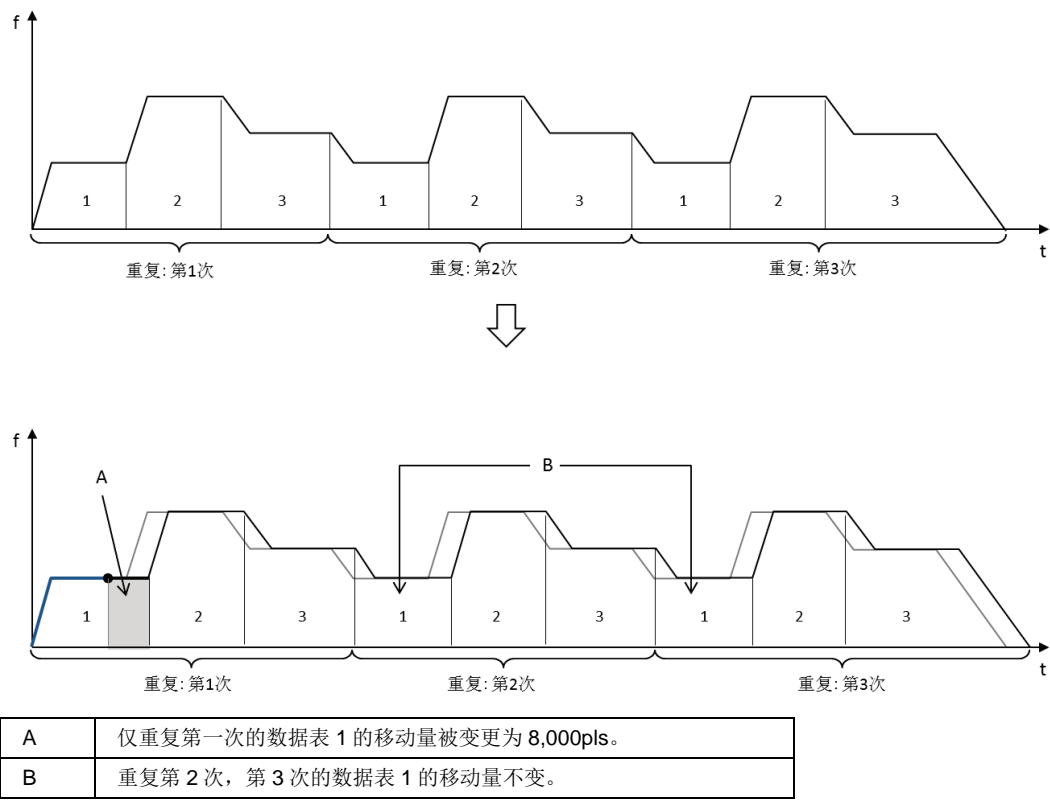 f
1 2 3 1 2 3 1 2 3
t
重复: 第1次 重复: 第2次 重复: 第3次
f
A B
1 2 3 1 2 3 1 2 3
t
重复: 第1次 重复: 第2次 重复: 第3次
A 仅重复第一次的数据表 1 的移动量被变更为 8,000pls。
B 重复第 2 次，第 3 次的数据表 1 的移动量不变。